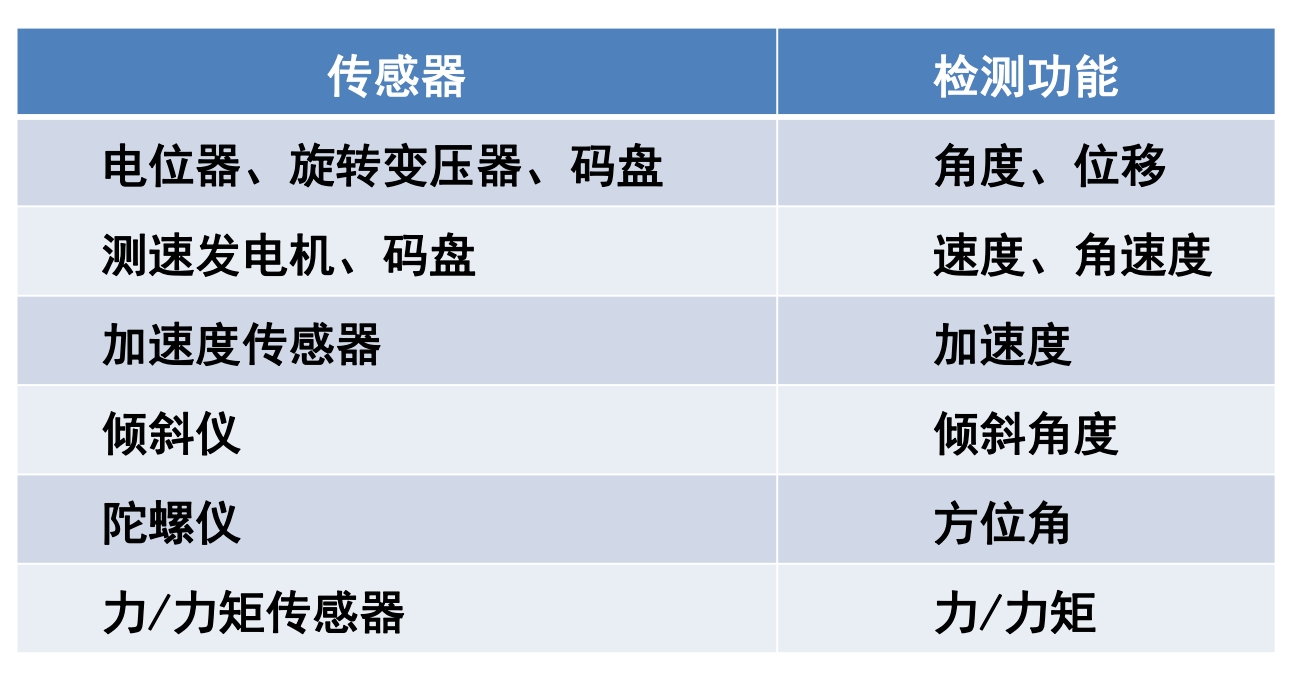 传感器 检测功能
电位器、旋转变压器、码盘 角度、位移
测速发电机、码盘 速度、角速度
加速度传感器 加速度
倾斜仪 倾斜角度
陀螺仪 方位角
力/力矩传感器 力/力矩